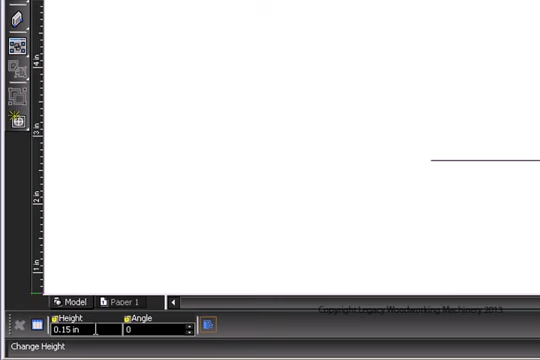 4 in
3 in
2 in
1 in
Model Paper 1
Copyright Legacy Woodworking Machinery 2013
Height Angle
0.15 in 0
Change Height